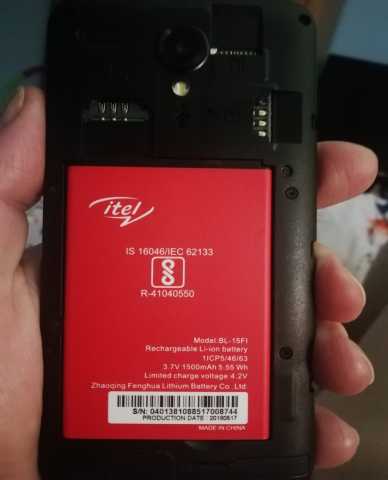 itel
IS 16046/IEC 62133
R-41040550
Model:BL-15FI
Rechargeable Li-ion battery
1ICP5/46/63
3.7V 1500mAh 5.55 Wh
Limited charge voltage 4.2V
Zhaoqing Fenghua Lithium Battery Co.,Ltd
S/N: 0401381088517008744
PRODUCTION DATE 20180817
MADE IN CHINA